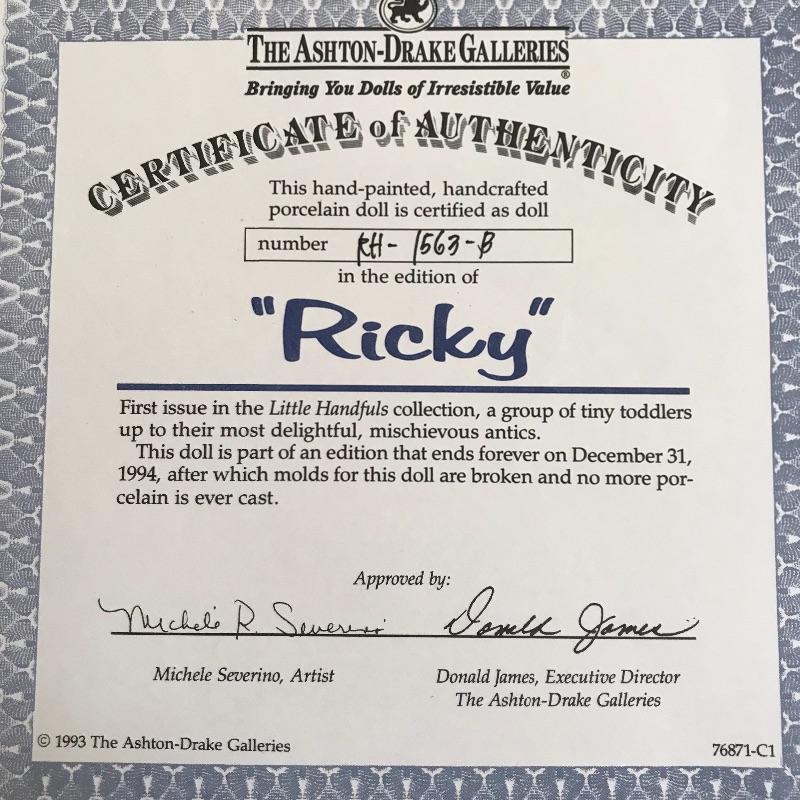 THE ASHTON-DRAKE GALLERIES
®
Bringing You Dolls of Irresistible Value
CERTIFICATE of AUTHENTICITY
This hand-painted, handcrafted
porcelain doll is certified as doll
number RH-1563-B
in the edition of
"Ricky"
First issue in the Little Handfuls collection, a group of tiny toddlers
up to their most delightful, mischievous antics.
This doll is part of an edition that ends forever on December 31,
1994, after which molds for this doll are broken and no more por-
celain is ever cast.
Approved by:
Michele R. Severino Donald James
Michele Severino, Artist Donald James, Executive Director
The Ashton-Drake Galleries
© 1993 The Ashton-Drake Galleries 76871-C1